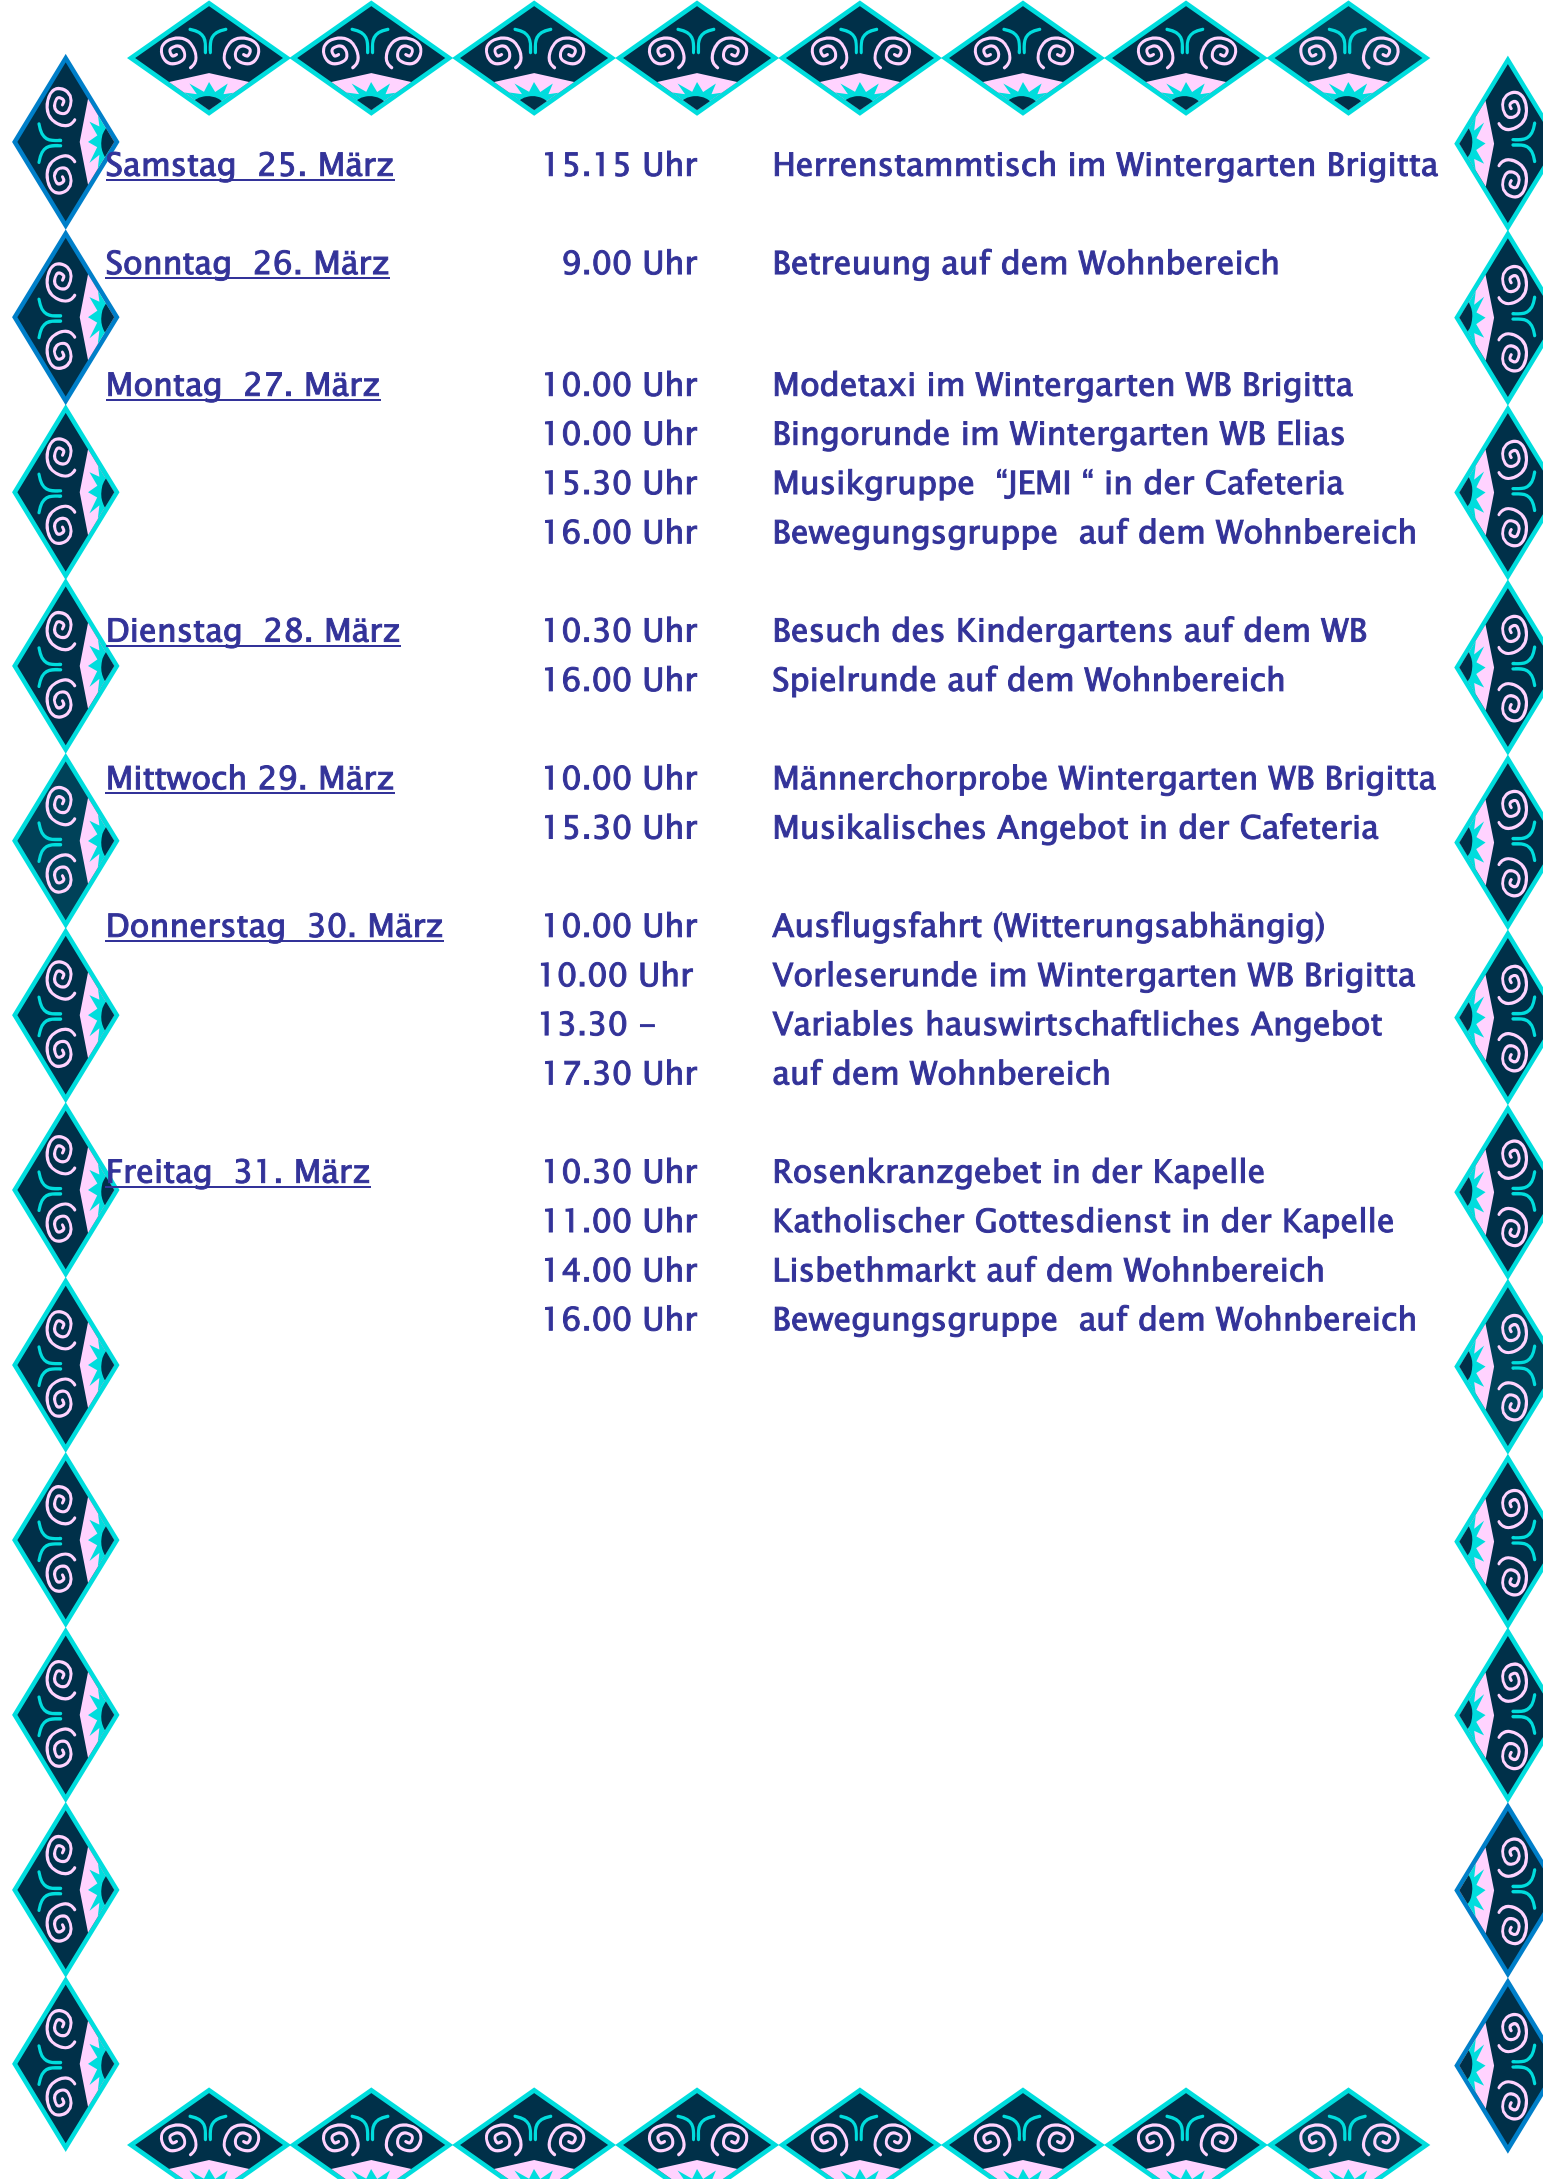 Samstag  25. März 15.15 Uhr Herrenstammtisch im Wintergarten Brigitta
Sonntag  26. März 9.00 Uhr Betreuung auf dem Wohnbereich
Montag  27. März 10.00 Uhr Modetaxi im Wintergarten WB Brigitta
10.00 Uhr Bingorunde im Wintergarten WB Elias
15.30 Uhr Musikgruppe  “JEMI “ in der Cafeteria
16.00 Uhr Bewegungsgruppe  auf dem Wohnbereich
Dienstag  28. März 10.30 Uhr Besuch des Kindergartens auf dem WB
16.00 Uhr Spielrunde auf dem Wohnbereich
Mittwoch 29. März 10.00 Uhr Männerchorprobe Wintergarten WB Brigitta
15.30 Uhr Musikalisches Angebot in der Cafeteria
Donnerstag  30. März 10.00 Uhr Ausflugsfahrt (Witterungsabhängig)
10.00 Uhr Vorleserunde im Wintergarten WB Brigitta
13.30 – Variables hauswirtschaftliches Angebot
17.30 Uhr auf dem Wohnbereich
Freitag  31. März 10.30 Uhr Rosenkranzgebet in der Kapelle
11.00 Uhr Katholischer Gottesdienst in der Kapelle
14.00 Uhr Lisbethmarkt auf dem Wohnbereich
16.00 Uhr Bewegungsgruppe  auf dem Wohnbereich